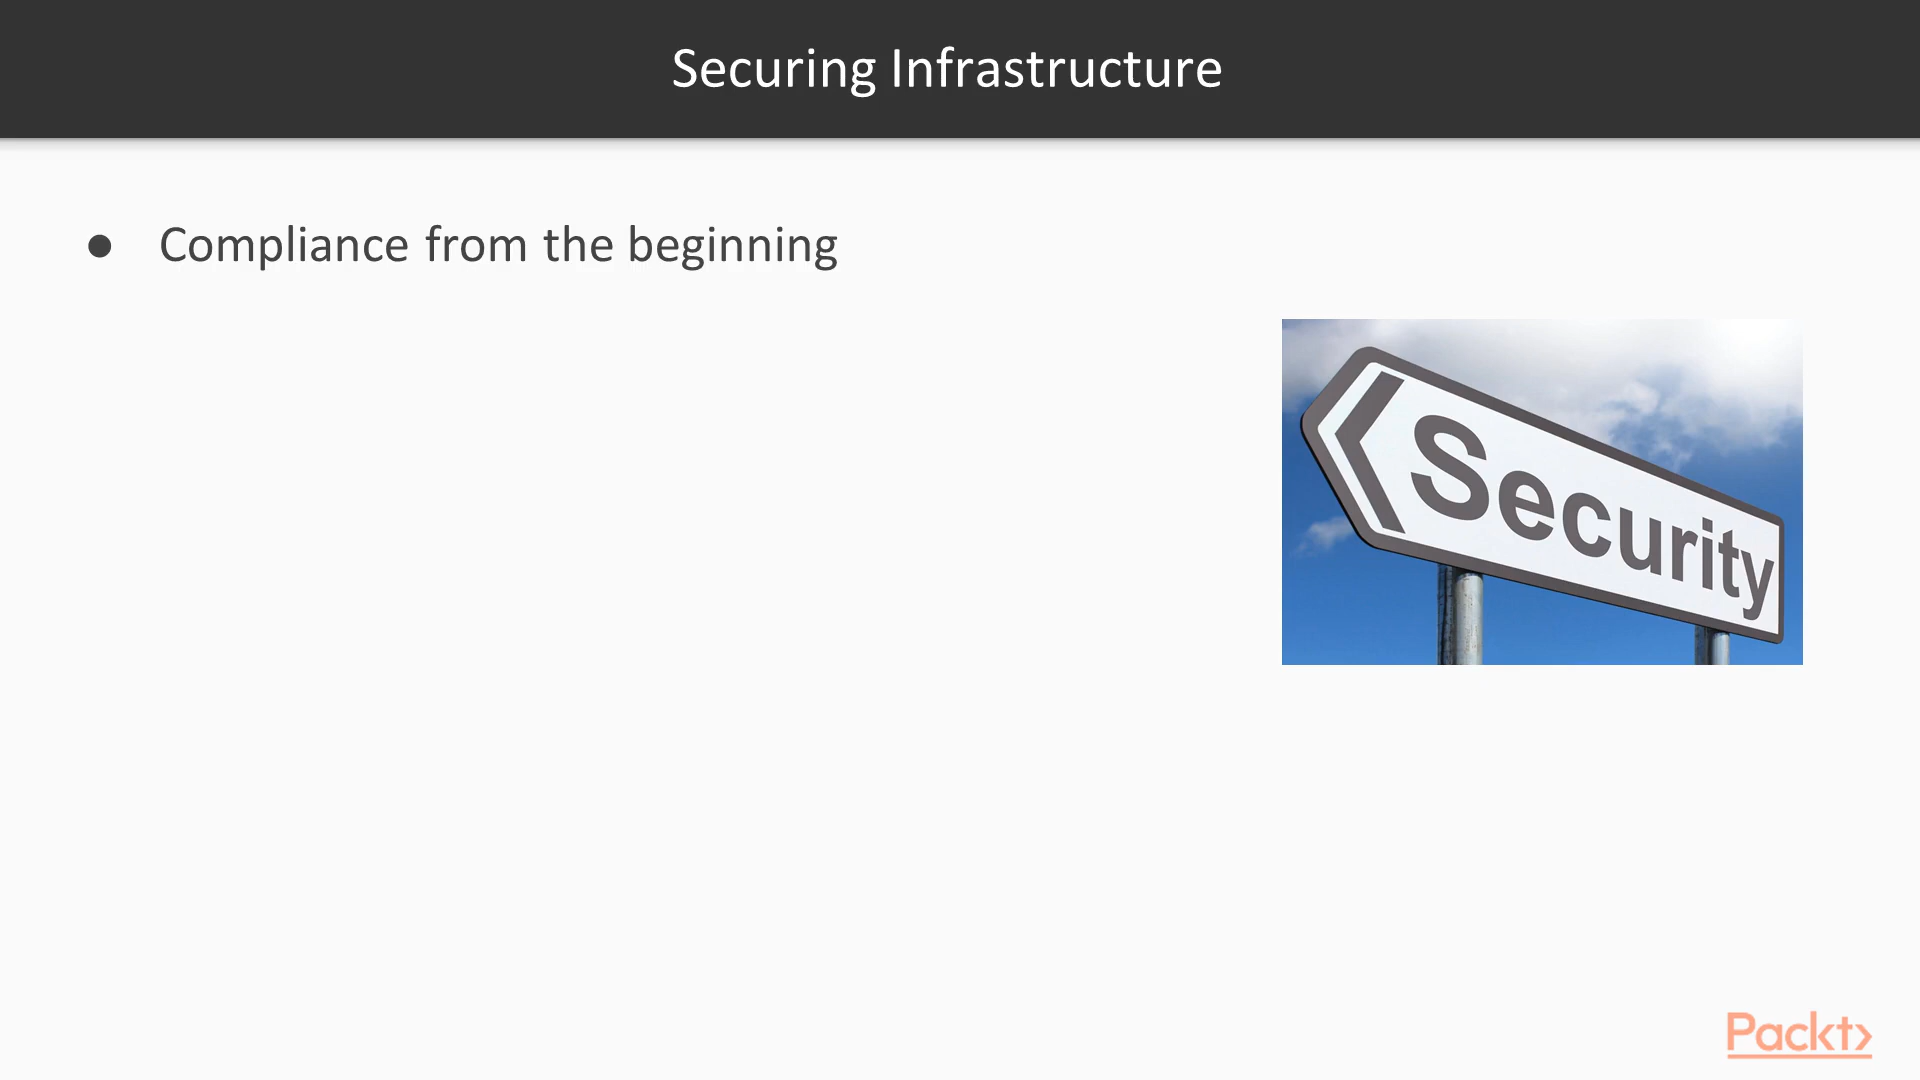 Securing Infrastructure
● Compliance from the beginning
Security
Packt>